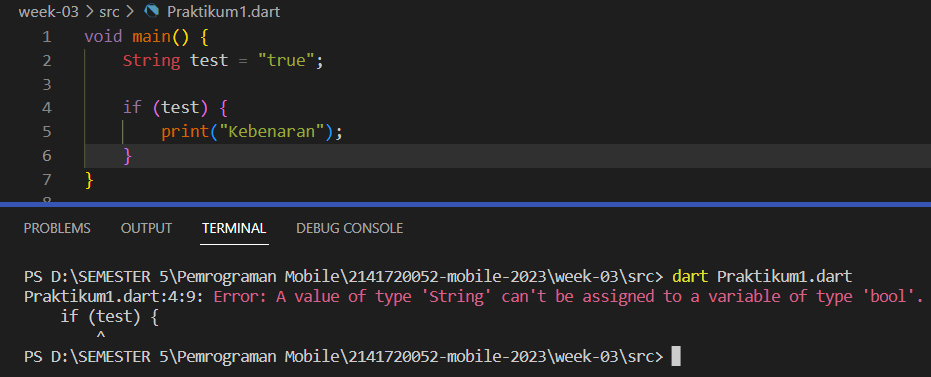 week-03 > src > Praktikum1.dart
1 void main() {
2 String test = "true";
3
4 if (test) {
5 print("Kebenaran");
6 }
7 }
8
PROBLEMS OUTPUT TERMINAL DEBUG CONSOLE
PS D:\SEMESTER 5\Pemrograman Mobile\2141720052-mobile-2023\week-03\src> dart Praktikum1.dart
Praktikum1.dart:4:9: Error: A value of type 'String' can't be assigned to a variable of type 'bool'.
if (test) {
^
PS D:\SEMESTER 5\Pemrograman Mobile\2141720052-mobile-2023\week-03\src>